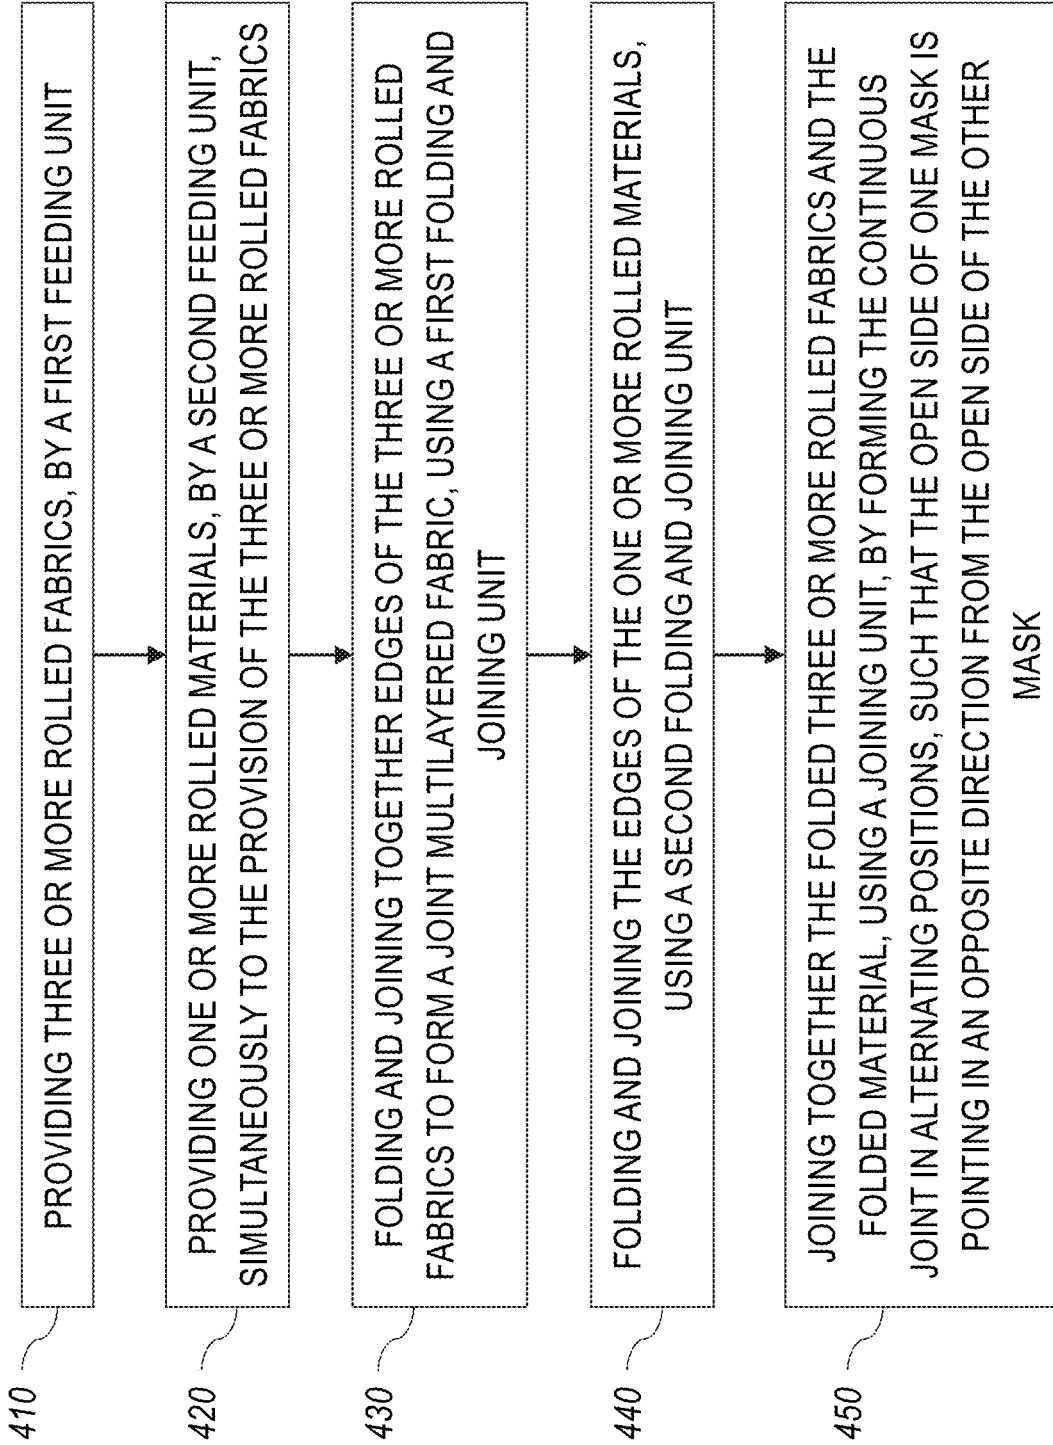 410
PROVIDING THREE OR MORE ROLLED FABRICS, BY A FIRST FEEDING UNIT
420
PROVIDING ONE OR MORE ROLLED MATERIALS, BY A SECOND FEEDING UNIT,
SIMULTANEOUSLY TO THE PROVISION OF THE THREE OR MORE ROLLED FABRICS
430
FOLDING AND JOINING TOGETHER EDGES OF THE THREE OR MORE ROLLED
FABRICS TO FORM A JOINT MULTILAYERED FABRIC, USING A FIRST FOLDING AND
JOINING UNIT
440
FOLDING AND JOINING THE EDGES OF THE ONE OR MORE ROLLED MATERIALS,
USING A SECOND FOLDING AND JOINING UNIT
450
JOINING TOGETHER THE FOLDED THREE OR MORE ROLLED FABRICS AND THE
FOLDED MATERIAL, USING A JOINING UNIT, BY FORMING THE CONTINUOUS
JOINT IN ALTERNATING POSITIONS, SUCH THAT THE OPEN SIDE OF ONE MASK IS
POINTING IN AN OPPOSITE DIRECTION FROM THE OPEN SIDE OF THE OTHER
MASK